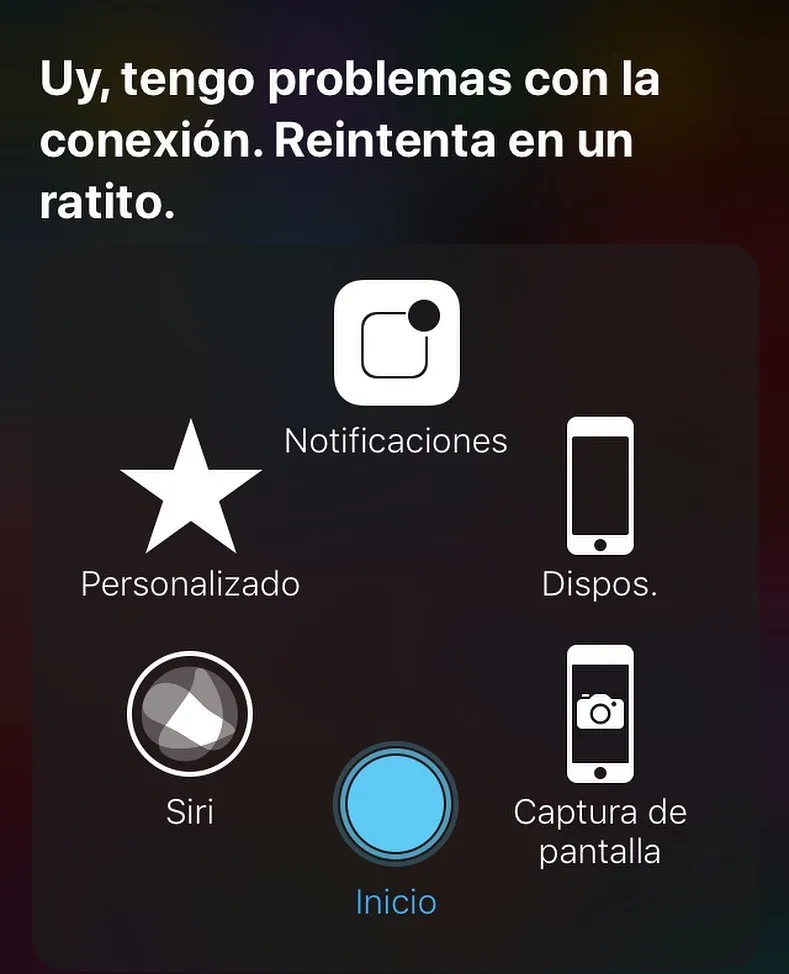 Uy, tengo problemas con la
conexión. Reintenta en un
ratito.
Notificaciones
Personalizado
Dispos.
Siri
Captura de
pantalla
Inicio